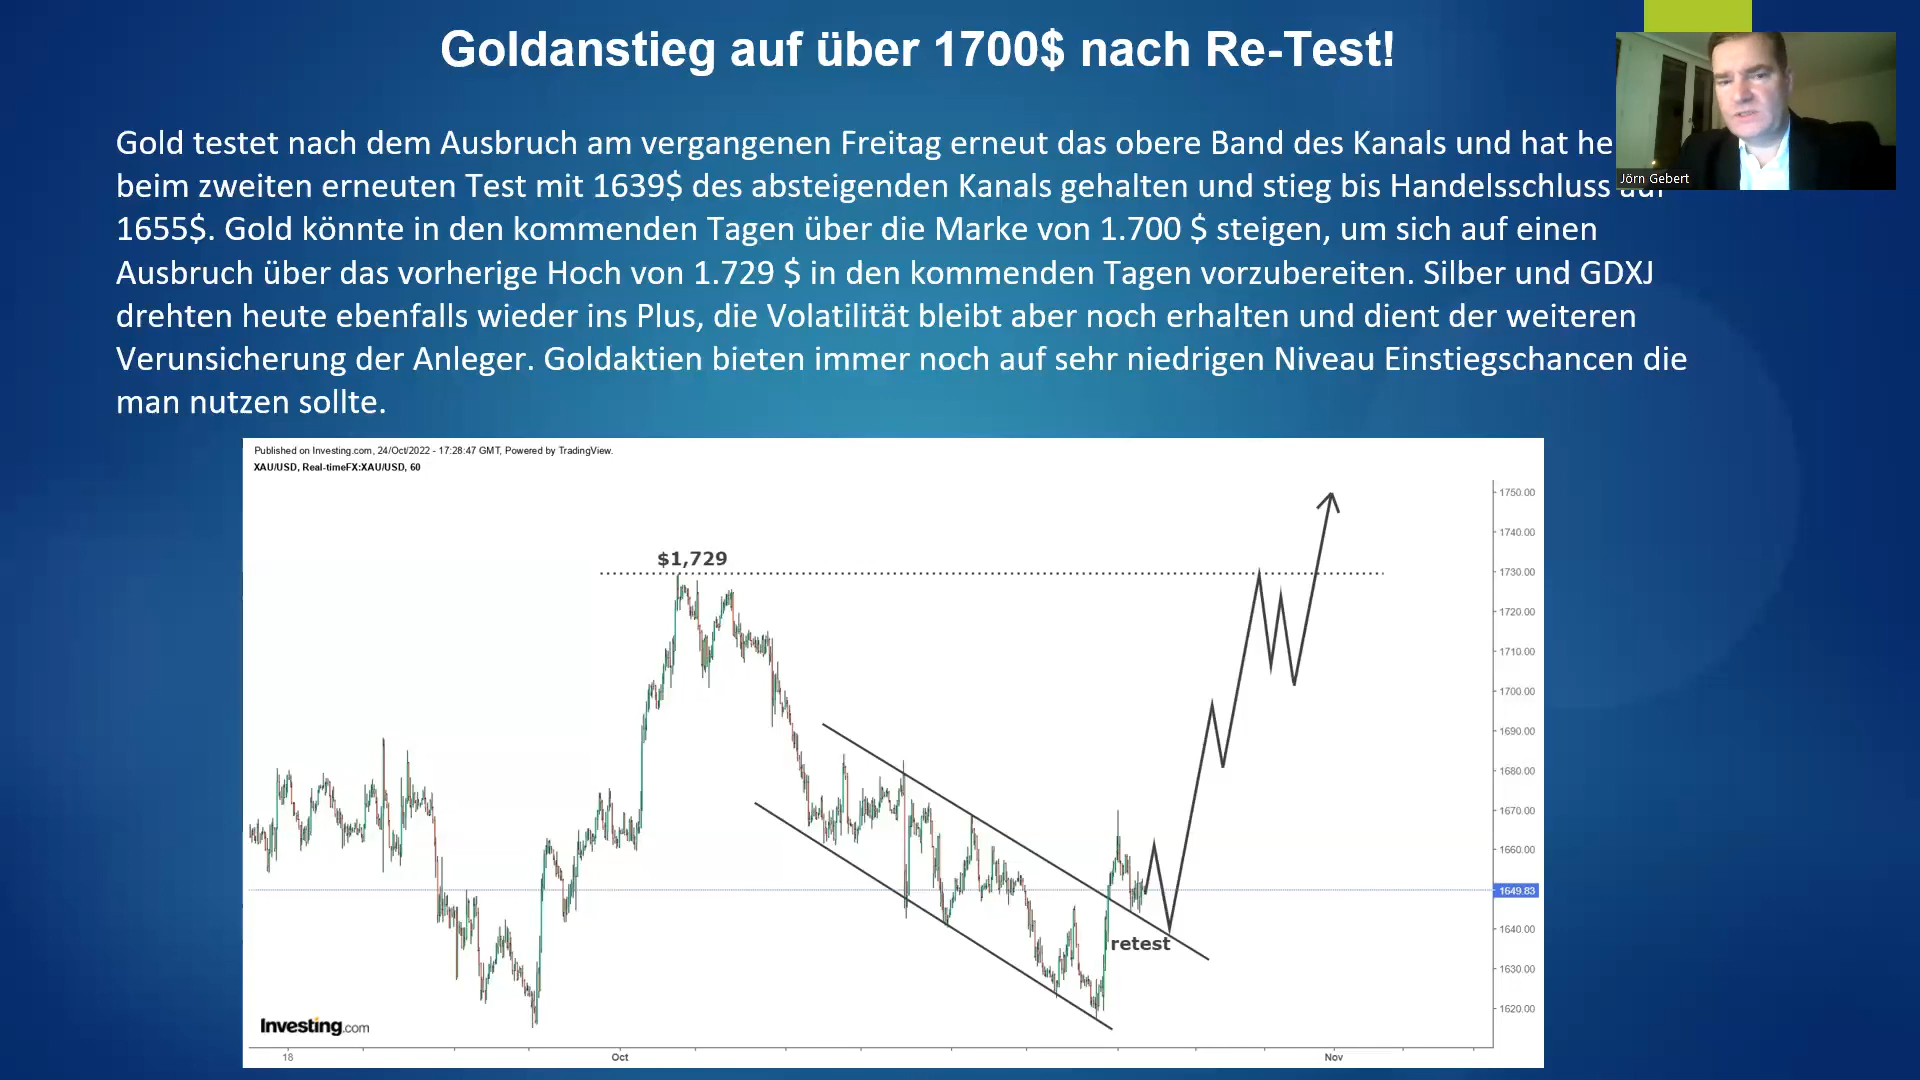 Goldanstieg auf über 1700$ nach Re-Test!
Gold testet nach dem Ausbruch am vergangenen Freitag erneut das obere Band des Kanals und hat
beim zweiten erneuten Test mit 1639$ des absteigenden Kanals gehalten und stieg bis Handelsschluss auf
1655$. Gold könnte in den kommenden Tagen über die Marke von 1.700 $ steigen, um sich auf einen
Ausbruch über das vorherige Hoch von 1.729 $ in den kommenden Tagen vorzubereiten. Silber und GDXJ
drehten heute ebenfalls wieder ins Plus, die Volatilität bleibt aber noch erhalten und dient der weiteren
Verunsicherung der Anleger. Goldaktien bieten immer noch auf sehr niedrigen Niveau Einstiegschancen die
man nutzen sollte.
Jörn Gebert
Published on Investing.com, 24/Oct/2022 - 17:28:47 GMT, Powered by TradingView.
XAU/USD, Real-timeFX:XAU/USD, 60
$1,729
retest
1750.00
1740.00
1730.00
1720.00
1710.00
1700.00
1690.00
1680.00
1670.00
1660.00
1649.83
1640.00
1630.00
1620.00
Investing.com
18
Oct
Nov